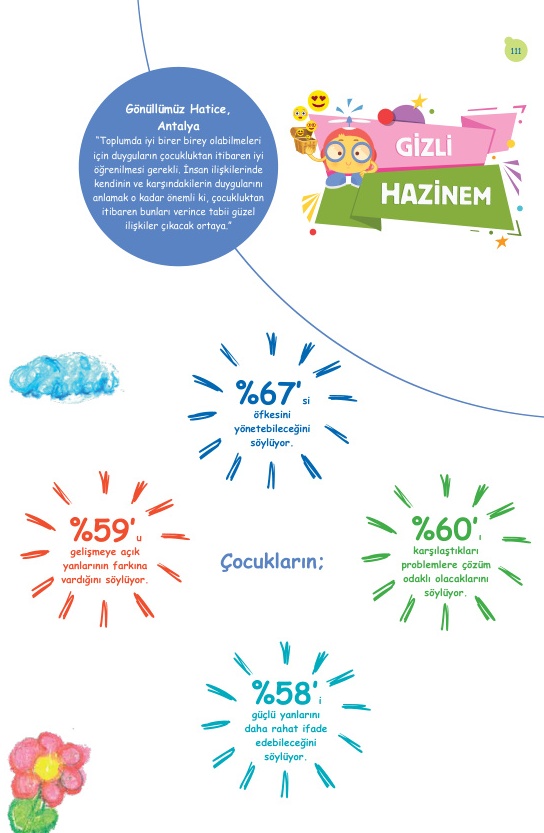 111
Gönüllümüz Hatice,
Antalya
"Toplumda iyi birer birey olabilmeleri
için duyguların çocukluktan itibaren iyi
öğrenilmesi gerekli. İnsan ilişkilerinde
kendinin ve karşındakilerin duygularını
anlamak o kadar önemli ki, çocukluktan
itibaren bunları verince tabii güzel
ilişkiler çıkacak ortaya."
GİZLİ
HAZİNEM
%67' si
öfkesini
yönetebileceğini
söylüyor.
%59' u
gelişmeye açık
yanlarının farkına
vardığını söylüyor.
Çocukların;
%60' ı
karşılaştıkları
problemlere çözüm
odaklı olacaklarını
söylüyor.
%58' i
güçlü yanlarını
daha rahat ifade
edebileceğini
söylüyor.